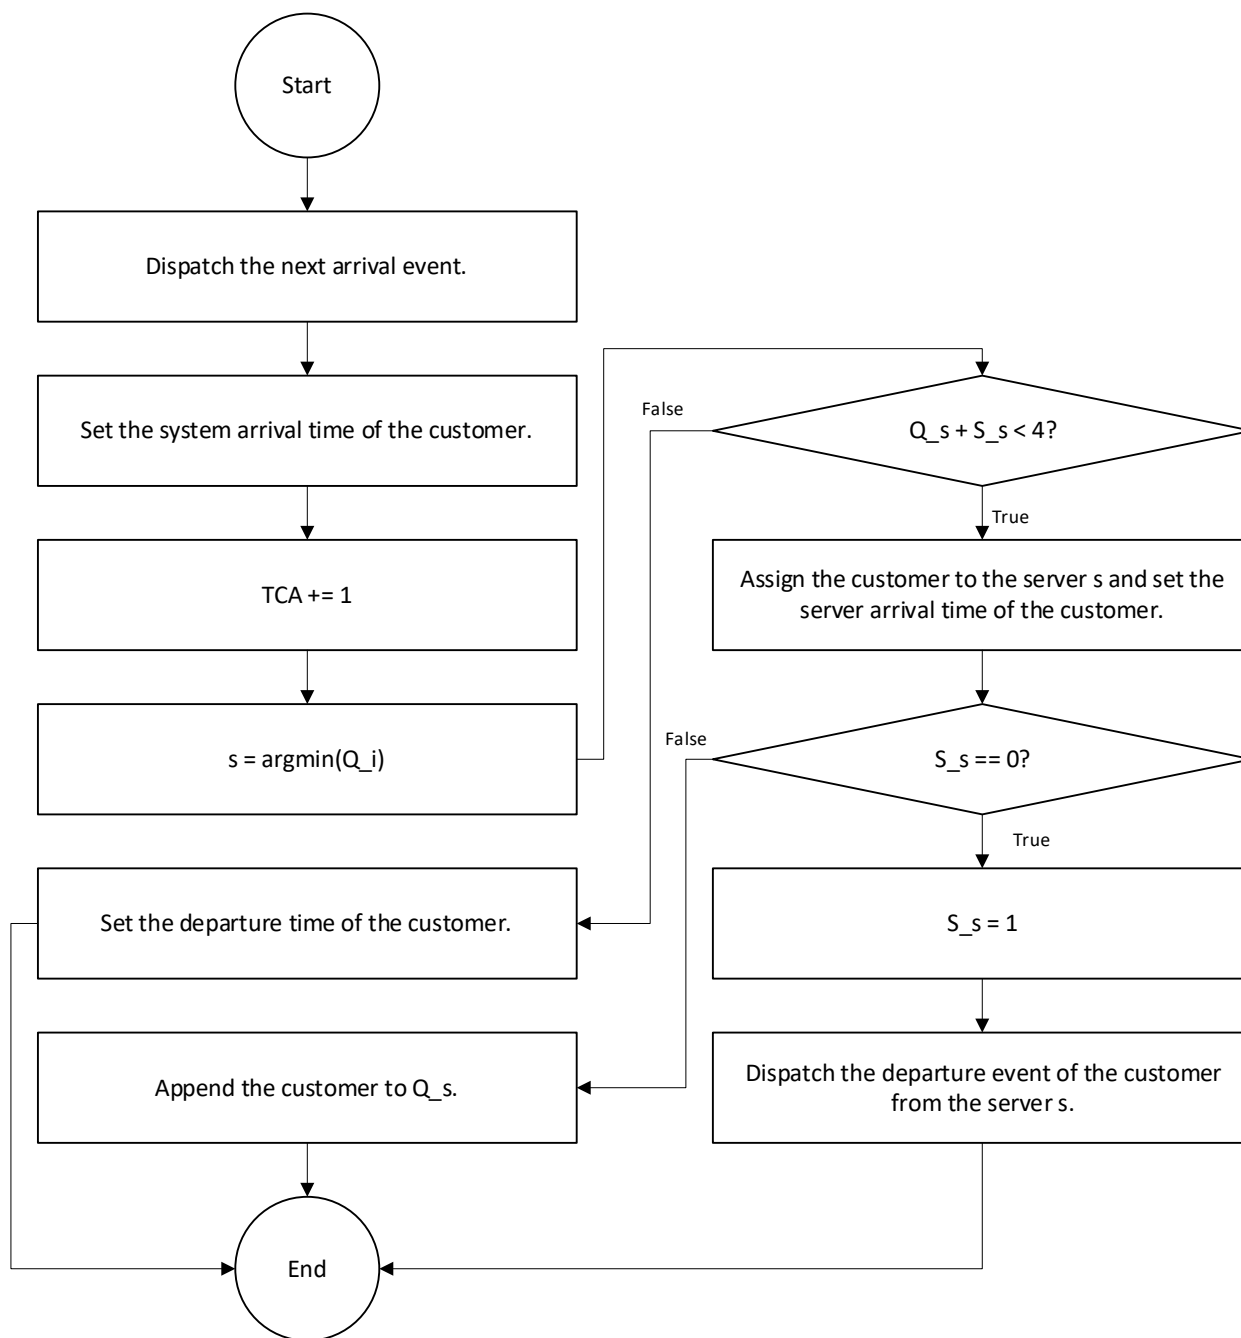 Start
Dispatch the next arrival event.
Set the system arrival time of the customer.
TCA += 1
s = argmin(Q_i)
False
Q_s + S_s < 4?
True
Assign the customer to the server s and set the
server arrival time of the customer.
False
S_s == 0?
True
Set the departure time of the customer.
S_s = 1
Append the customer to Q_s.
Dispatch the departure event of the customer
from the server s.
End